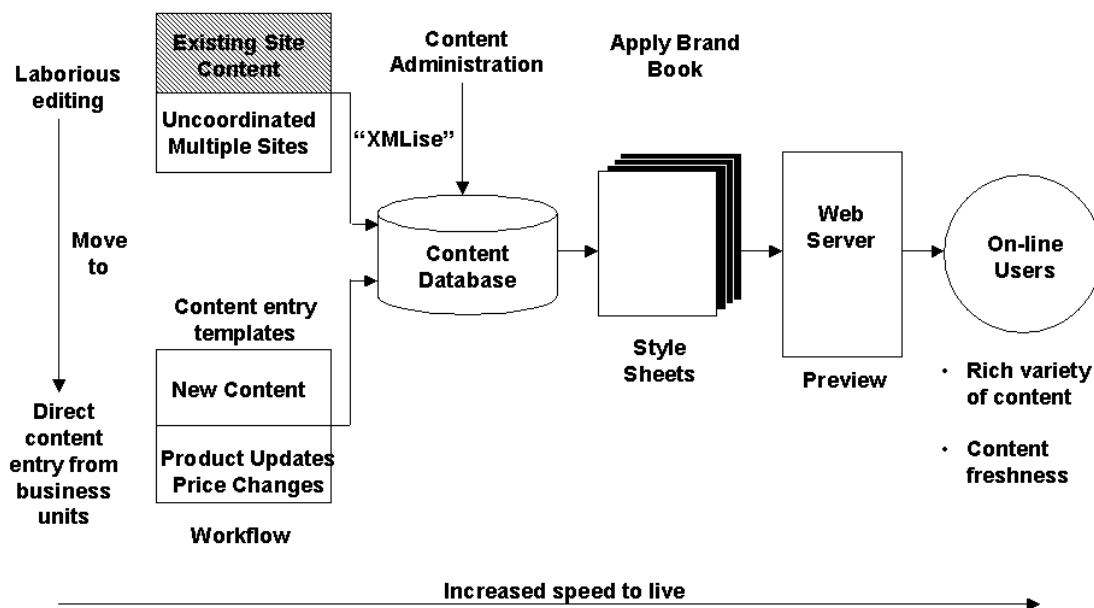 Laborious
editing
Move
to
Direct
content
entry from
business
units
Existing Site
Content
Uncoordinated
Multiple Sites
Content entry
templates
New Content
Product Updates
Price Changes
Workflow
“XMLise”
Content
Administration
Content
Database
Apply Brand
Book
Style
Sheets
Web
Server
Preview
On-line
Users
· Rich variety
of content
· Content
freshness
Increased speed to live